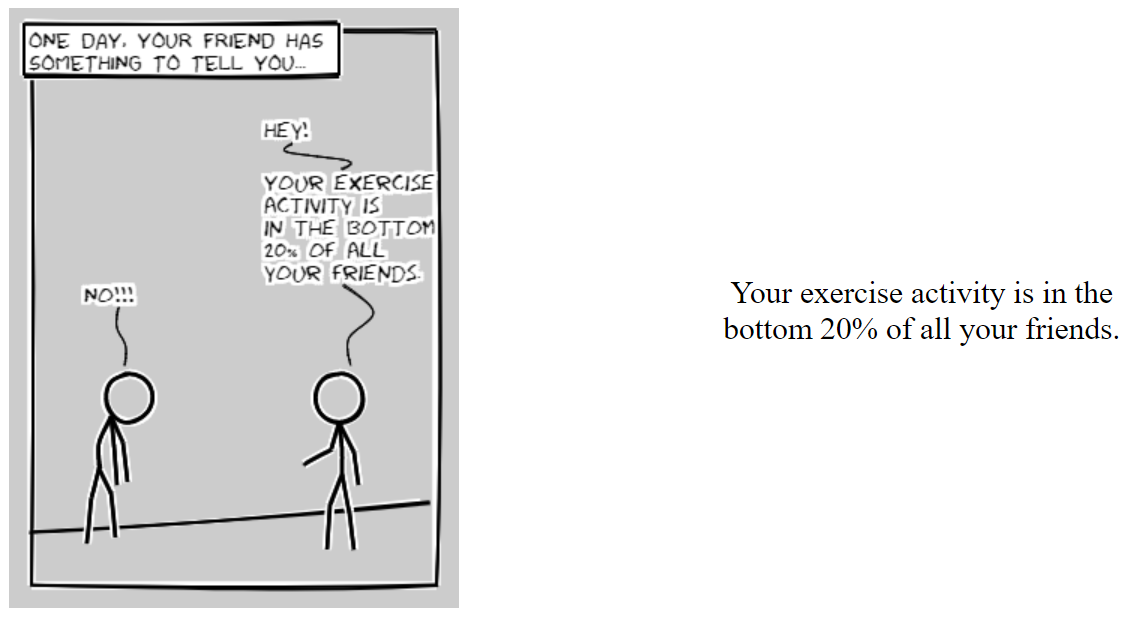 ONE DAY, YOUR FRIEND HAS
SOMETHING TO TELL YOU...
HEY!
YOUR EXERCISE
ACTIVITY IS
IN THE BOTTOM
20% OF ALL
YOUR FRIENDS.
NO!!!
Your exercise activity is in the
bottom 20% of all your friends.